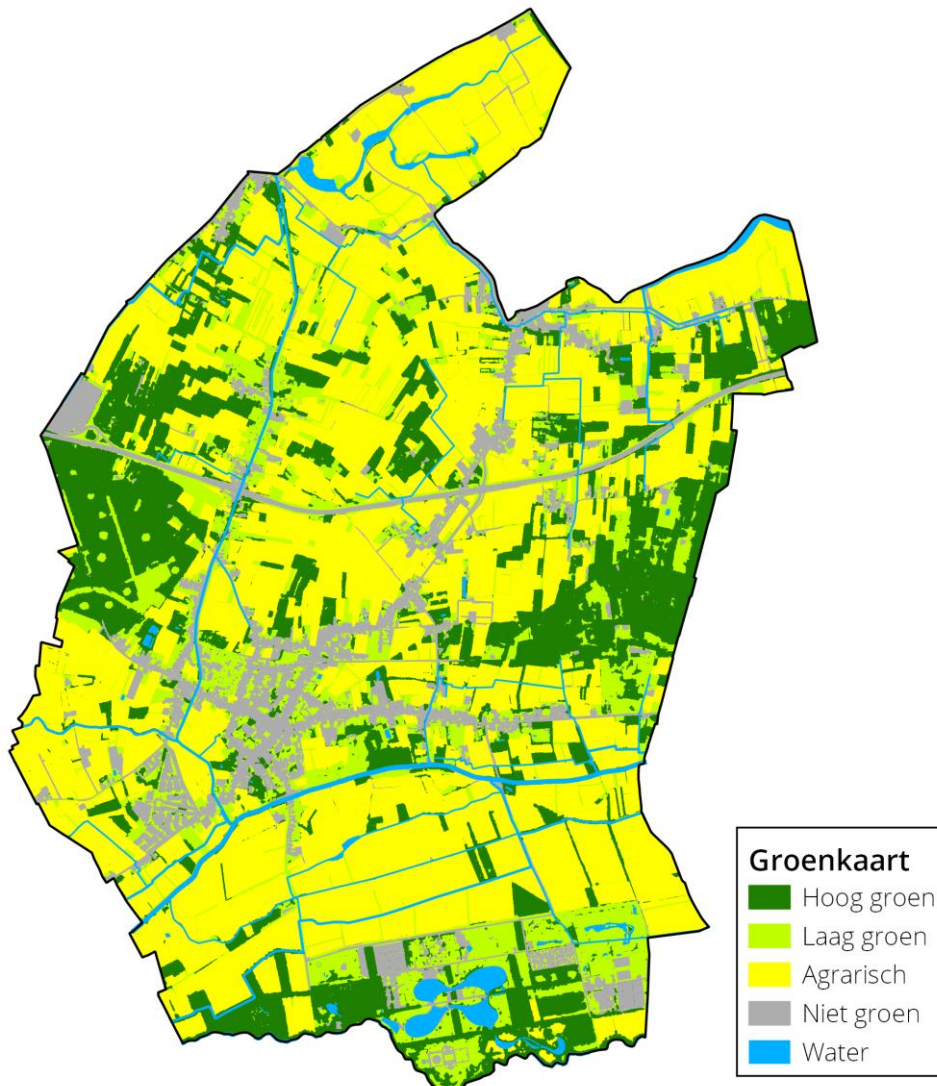 Groenkaart
Hoog groen
Laag groen
Agrarisch
Niet groen
Water